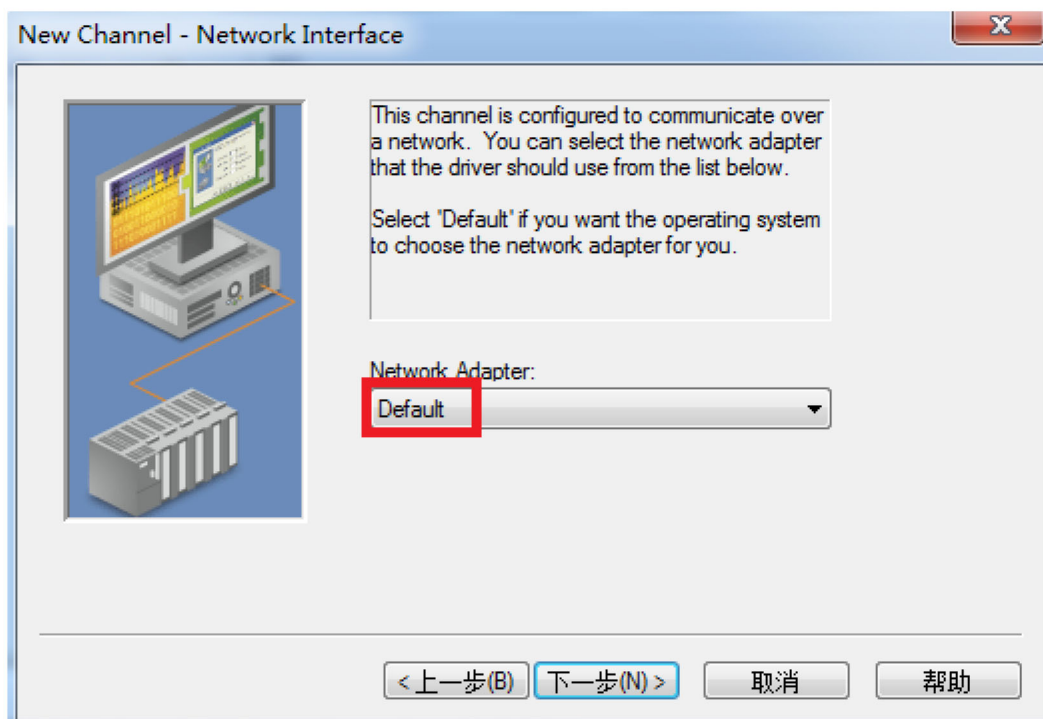 New Channel - Network Interface
This channel is configured to communicate over
a network. You can select the network adapter
that the driver should use from the list below.
Select 'Default' if you want the operating system
to choose the network adapter for you.
Network Adapter:
Default
<上一步(B) 下一步(N)> 取消 帮助